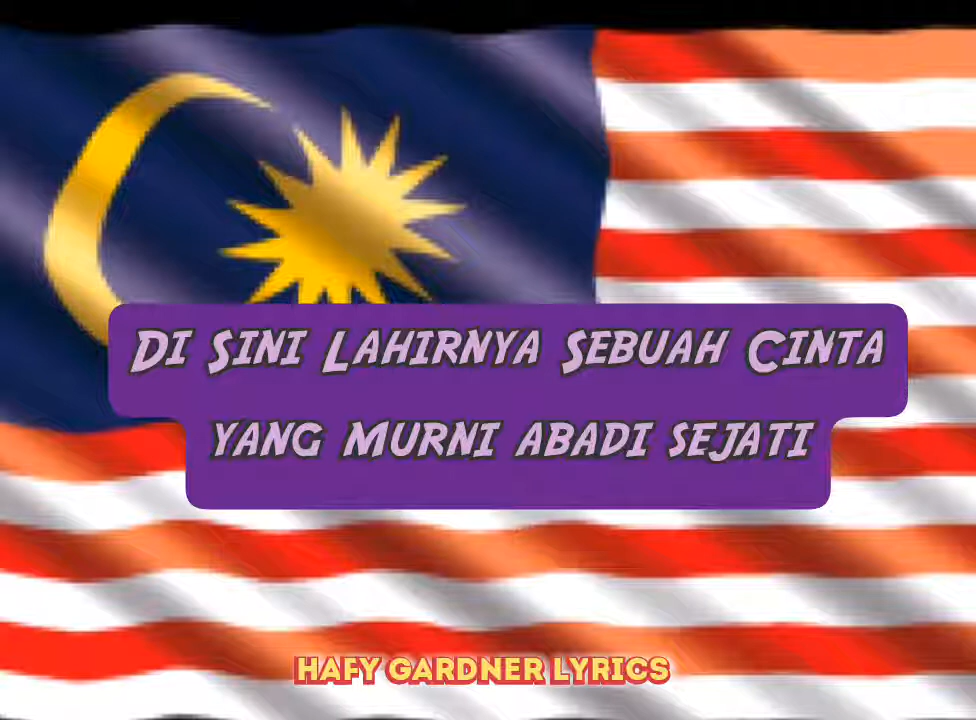 Di Sini Lahirnya Sebuah Cinta
yang Murni abadi sejati
HAFY GARDNER LYRICS